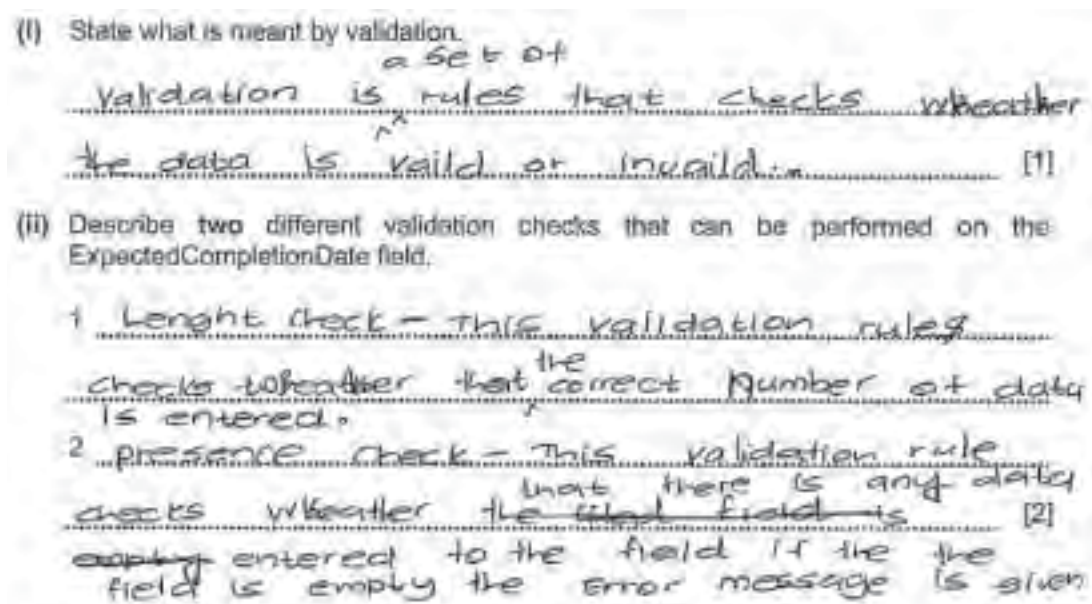 (i) State what is meant by validation.
a set of
validation is rules that checks wheather
the data is vaild or invaild. [1]
(ii) Describe two different validation checks that can be performed on the
ExpectedCompletionDate field.
1 Lenght check - This validation rules
the
checks wheather that correct Number of data
is entered.
2 presence check - This validation rule
that there is any data
checks wheather the field is [2]
empty entered to the field if the the
field is empty the error message is given